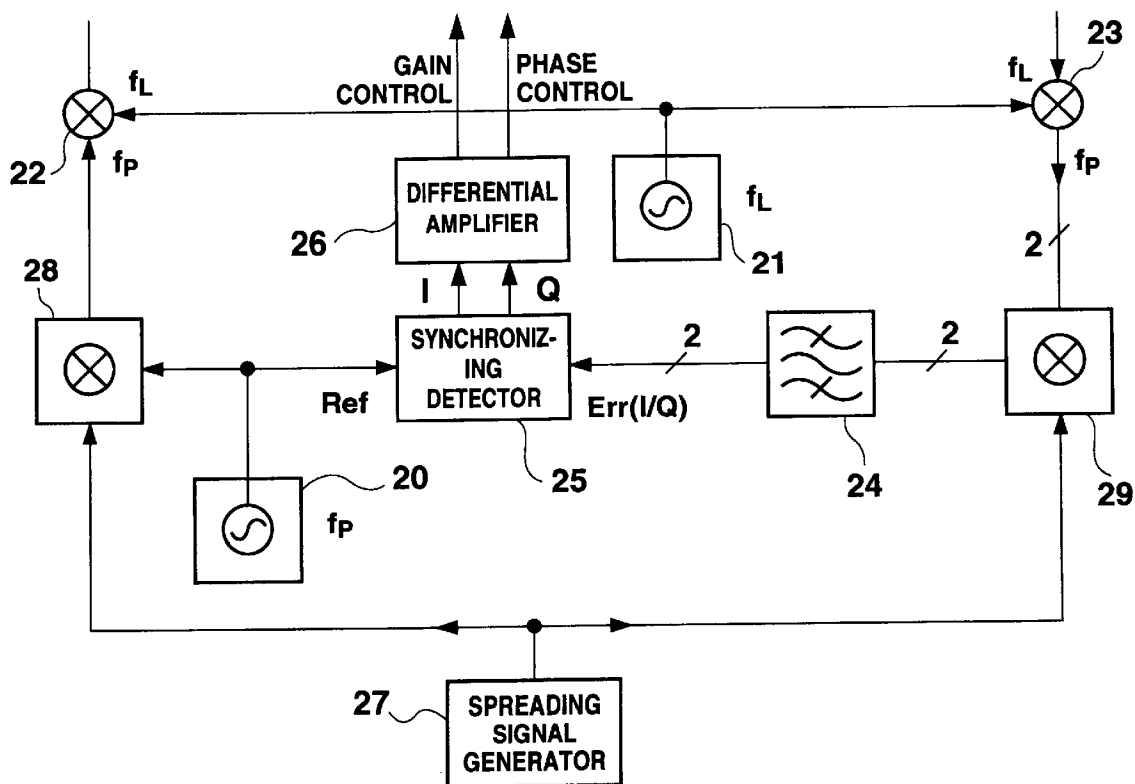 23
fL
GAIN
CONTROL
PHASE
CONTROL
fL
22
fP
fP
DIFFERENTIAL
AMPLIFIER
fL
26
21
2
28
I
Q
SYNCHRONIZ-
ING
DETECTOR
2
2
Ref
Err(I/Q)
20
25
24
29
fP
27
SPREADING
SIGNAL
GENERATOR